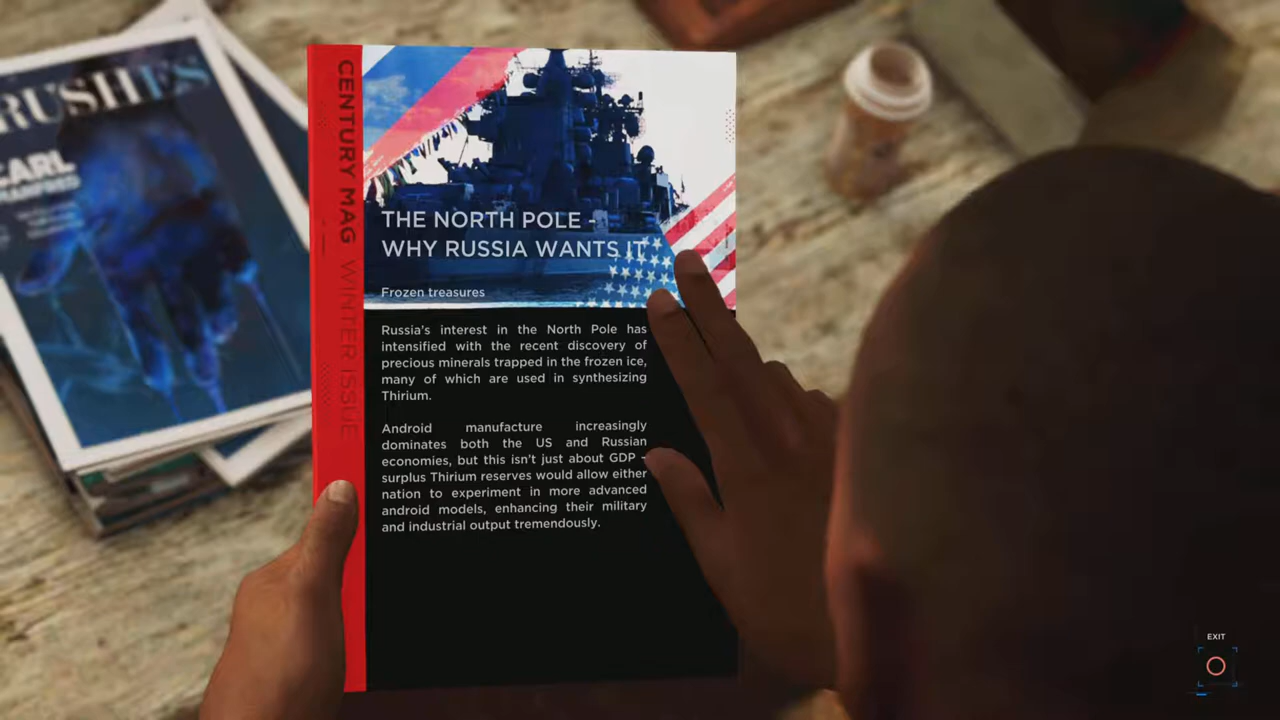 RUSHES
CARL
CENTURY MAG WINTER ISSUE
THE NORTH POLE -
WHY RUSSIA WANTS IT
Frozen treasures
Russia's interest in the North Pole has
intensified with the recent discovery of
precious minerals trapped in the frozen ice,
many of which are used in synthesizing
Thirium.
Android manufacture increasingly
dominates both the US and Russian
economies, but this isn't just about GDP -
surplus Thirium reserves would allow either
nation to experiment in more advanced
android models, enhancing their military
and industrial output tremendously.
EXIT